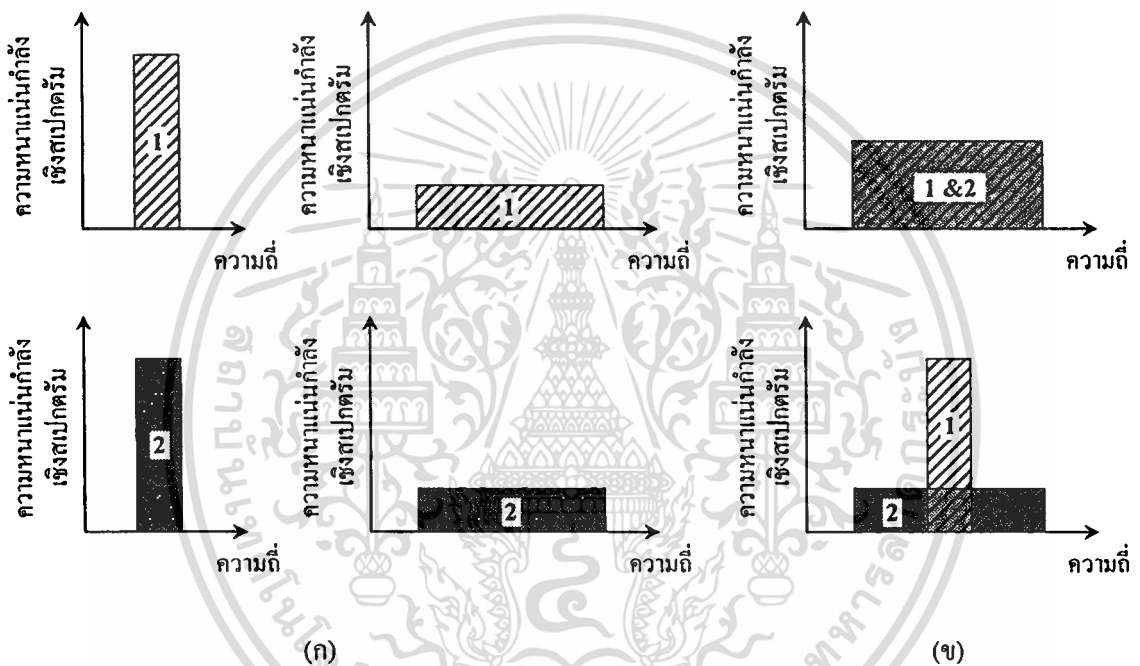 ความหนาแน่นกำลัง
เชิงสเปกตรัม
1
ความถี่
ความหนาแน่นกำลัง
เชิงสเปกตรัม
1
ความถี่
ความหนาแน่นกำลัง
เชิงสเปกตรัม
1 &2
ความถี่
ความหนาแน่นกำลัง
เชิงสเปกตรัม
2
ความถี่
ความหนาแน่นกำลัง
เชิงสเปกตรัม
2
ความถี่
ความหนาแน่นกำลัง
เชิงสเปกตรัม
1
2
ความถี่
(ก)
(ข)